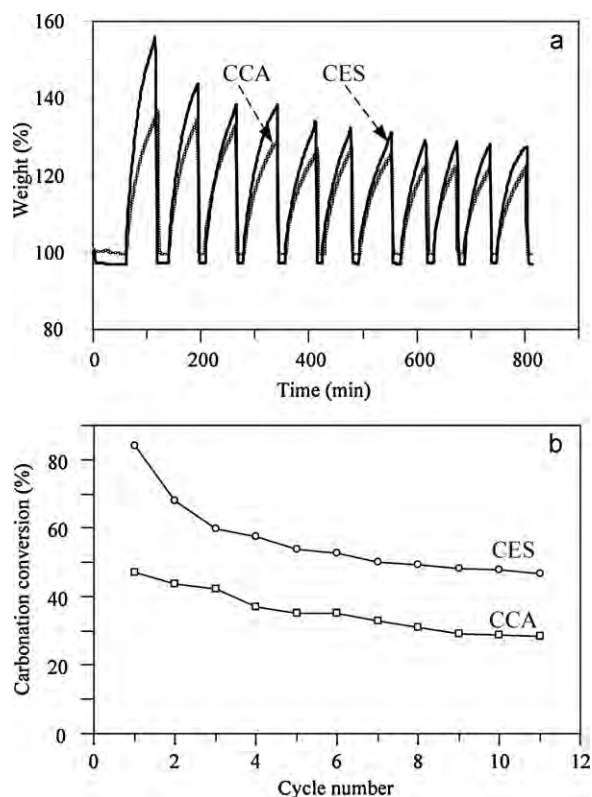 160
a
140
CCA
CES
120
100
80
0
200
400
600
800
Weight (%)
Time (min)
b
80
60
CES
40
CCA
20
0
0
2
4
6
8
10
12
Carbonation conversion (%)
Cycle number